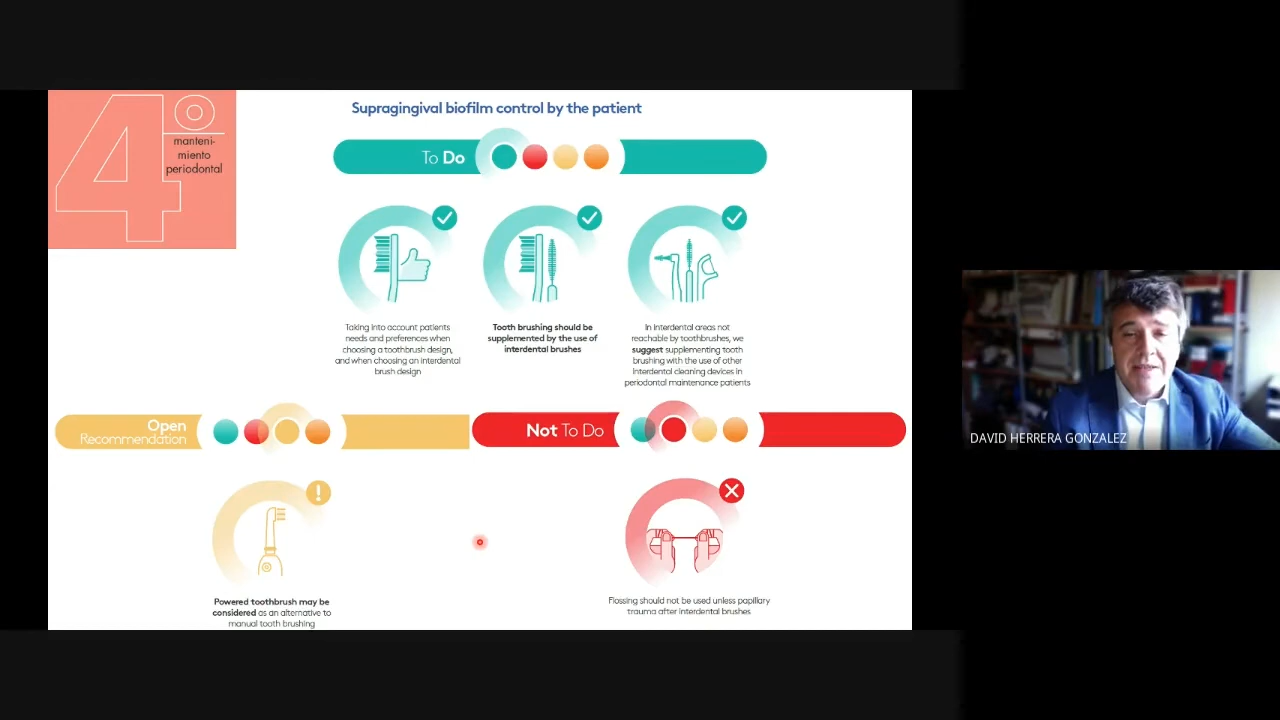 4º
manteni-
miento
periodontal
Supragingival biofilm control by the patient
To Do
Taking into account patients
needs and preferences when
choosing a toothbrush design,
and when choosing an interdental
brush design
Tooth brushing should be
supplemented by the use of
interdental brushes
In interdental areas not
reachable by toothbrushes, we
suggest supplementing tooth
brushing with the use of other
interdental cleaning devices in
periodontal maintenance patients
Open
Recommendation
Not To Do
Powered toothbrush may be
considered as an alternative to
manual tooth brushing
Flossing should not be used unless papillary
trauma after interdental brushes
DAVID HERRERA GONZALEZ